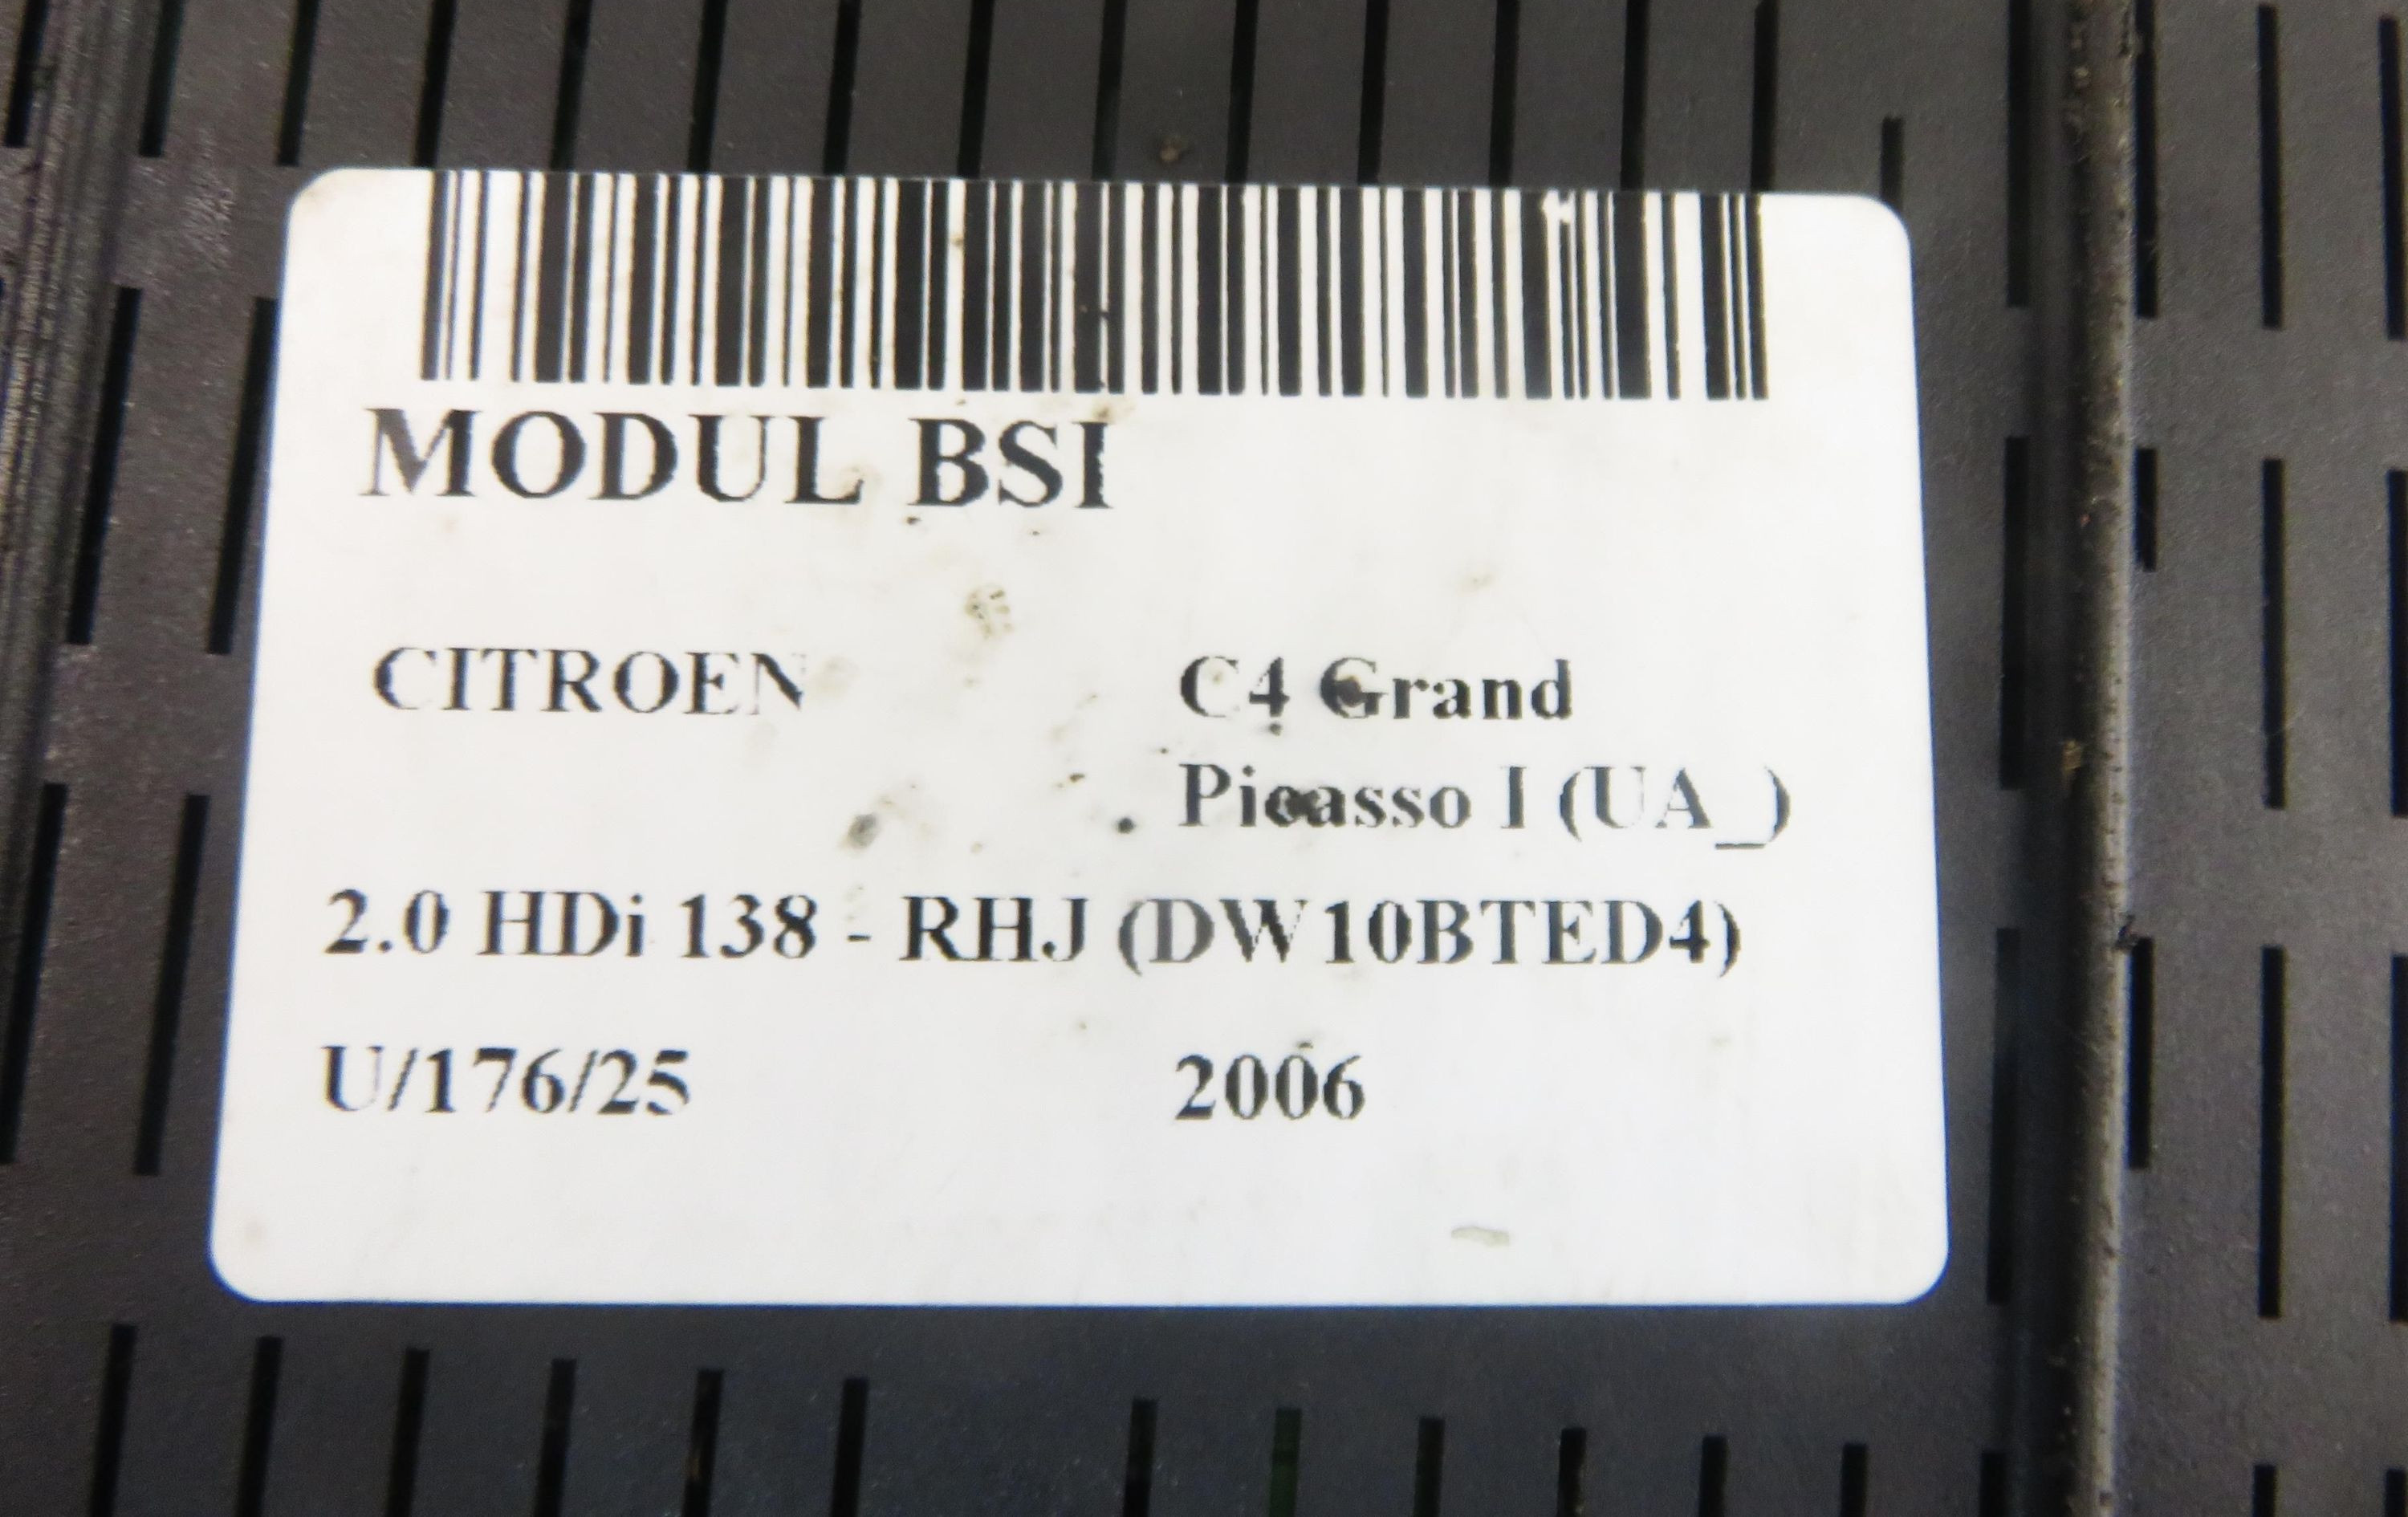 MODUL BSI
CITROEN C4 Grand
Picasso I (UA_)
2.0 HDi 138 - RHJ (DW10BTED4)
U/176/25 2006